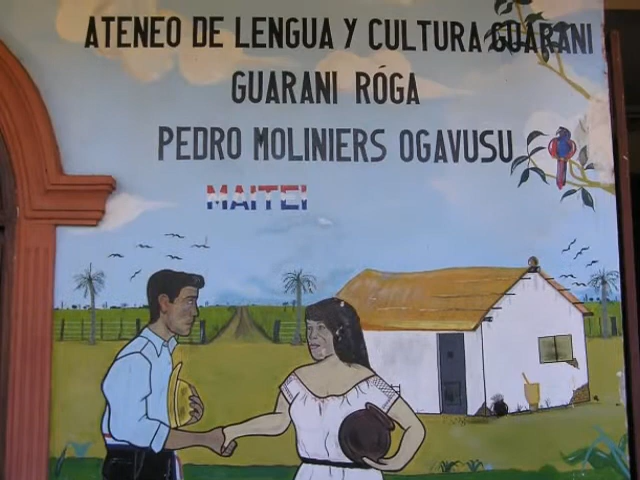 ATENEO DE LENGUA Y CULTURA GUARANI
GUARANI RÓGA
PEDRO MOLINIERS OGAVUSU
MAITEI